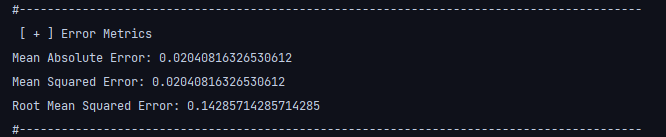 #----------------------------------------------------------------------------------------
[ + ] Error Metrics
Mean Absolute Error: 0.02040816326530612
Mean Squared Error: 0.02040816326530612
Root Mean Squared Error: 0.14285714285714285
#----------------------------------------------------------------------------------------